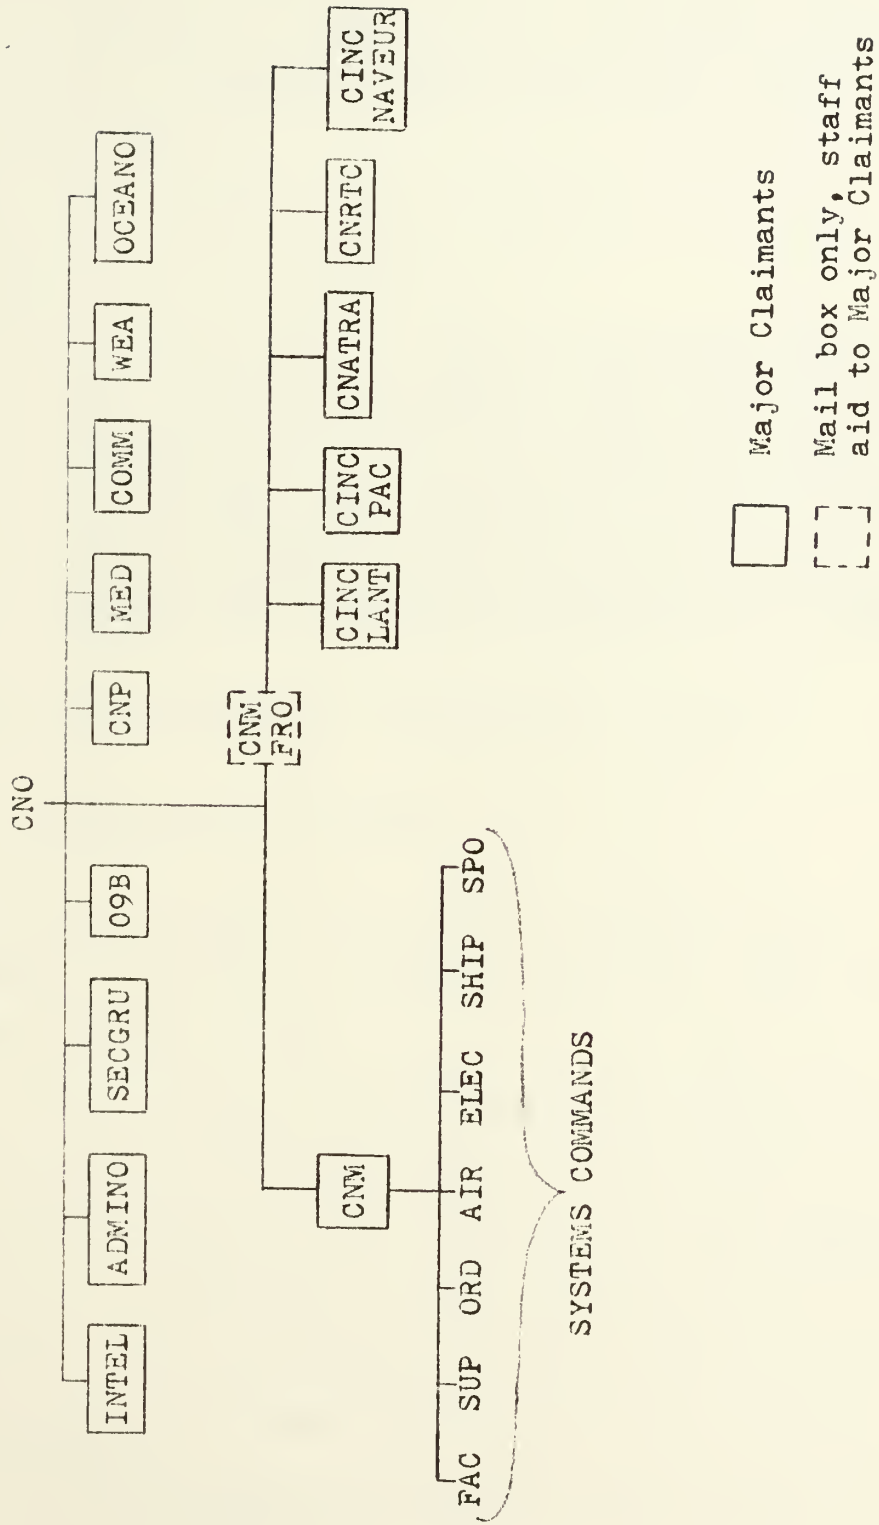 CNO
INTEL
ADMINO
SECGRU
09B
CNP
MED
COMM
WEA
OCEANO
CNM
FRO
CNM
CINC
LANT
CINC
PAC
CNATRA
CNRTC
CINC
NAVEUR
FAC SUP ORD AIR ELEC SHIP SPO
SYSTEMS COMMANDS
Major Claimants
Mail box only, staff
aid to Major Claimants